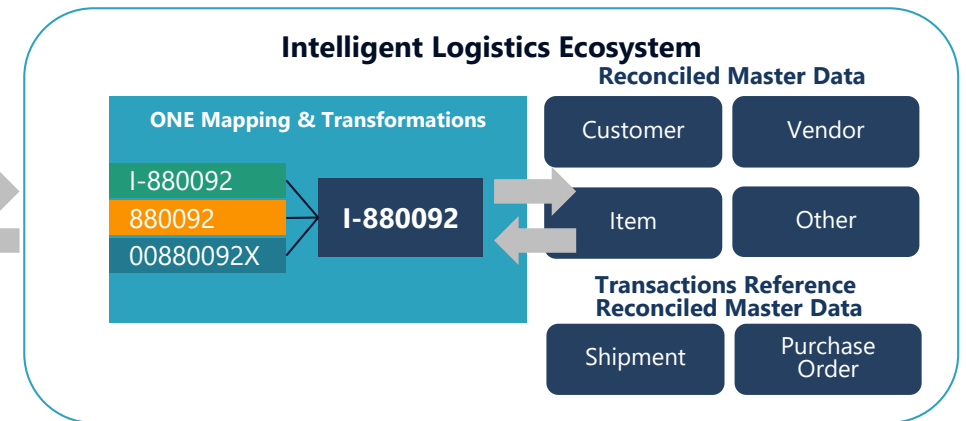 Intelligent Logistics Ecosystem
Reconciled Master Data
ONE Mapping & Transformations
I-880092
880092
00880092X
I-880092
Customer
Vendor
Item
Other
Transactions Reference
Reconciled Master Data
Shipment
Purchase
Order